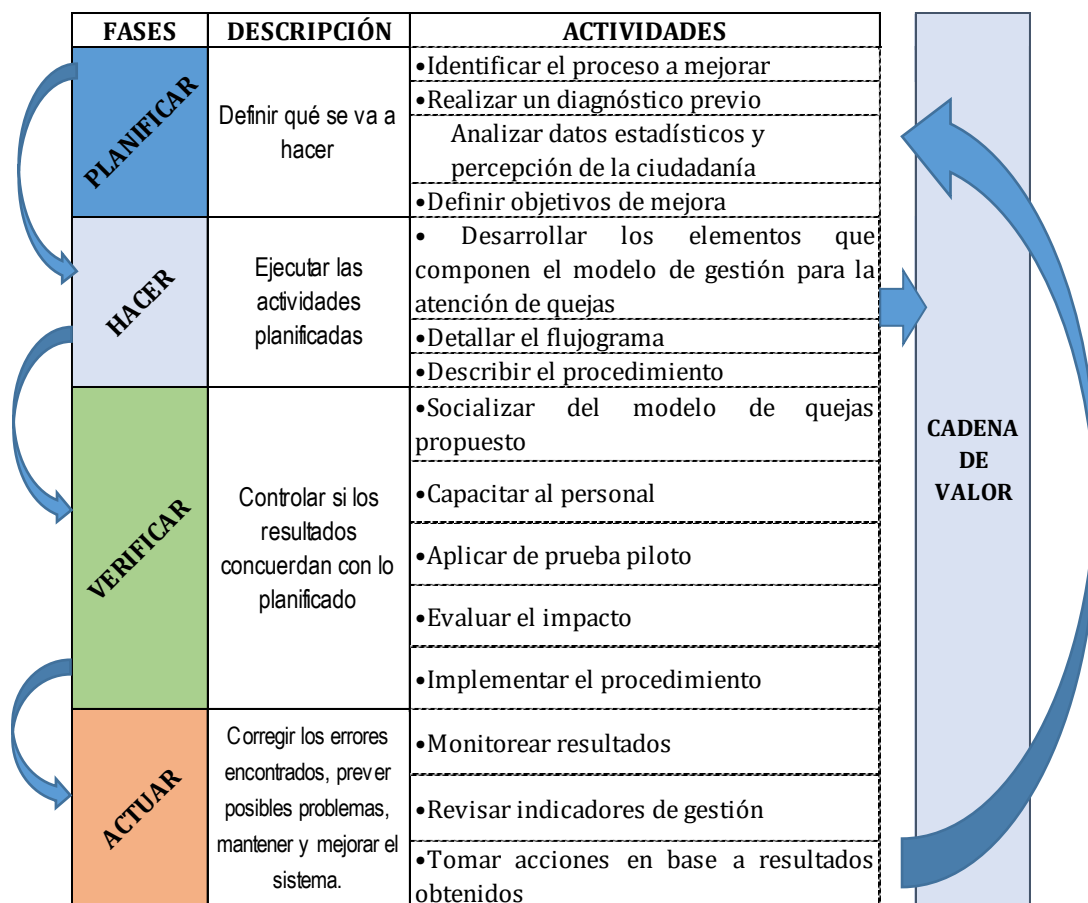 FASES DESCRIPCIÓN ACTIVIDADES
PLANIFICAR
Definir qué se va a
hacer
•Identificar el proceso a mejorar
•Realizar un diagnóstico previo
Analizar datos estadísticos y
percepción de la ciudadanía
•Definir objetivos de mejora
HACER
Ejecutar las
actividades
planificadas
• Desarrollar los elementos que
componen el modelo de gestión para la
atención de quejas
•Detallar el flujograma
•Describir el procedimiento
VERIFICAR
Controlar si los
resultados
concuerdan con lo
planificado
•Socializar del modelo de quejas
propuesto
•Capacitar al personal
•Aplicar de prueba piloto
•Evaluar el impacto
•Implementar el procedimiento
ACTUAR
Corregir los errores
encontrados, prever
posibles problemas,
mantener y mejorar el
sistema.
•Monitorear resultados
•Revisar indicadores de gestión
•Tomar acciones en base a resultados
obtenidos
CADENA
DE
VALOR